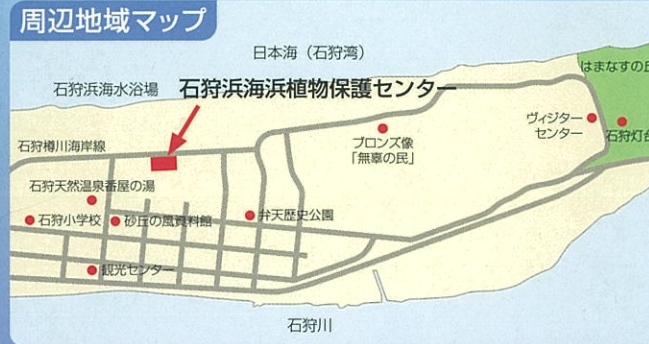 周辺地域マップ
日本海（石狩湾）
はまなすの丘
石狩浜海水浴場
石狩浜海浜植物保護センター
ヴィジター
センター
石狩灯台
ブロンズ像
「無辜の民」
石狩樽川海岸線
石狩天然温泉番屋の湯
石狩小学校
砂丘の風資料館
弁天歴史公園
観光センター
石狩川